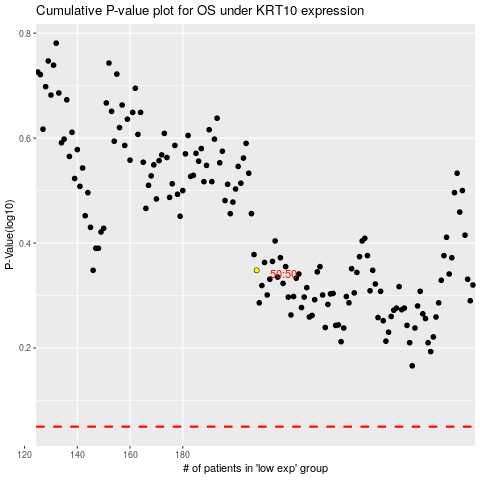 Cumulative P-value plot for OS under KRT10 expression
P-Value(log10)
0.8
0.6
0.4
0.2
50:50
120 140 160 180
# of patients in 'low exp' group